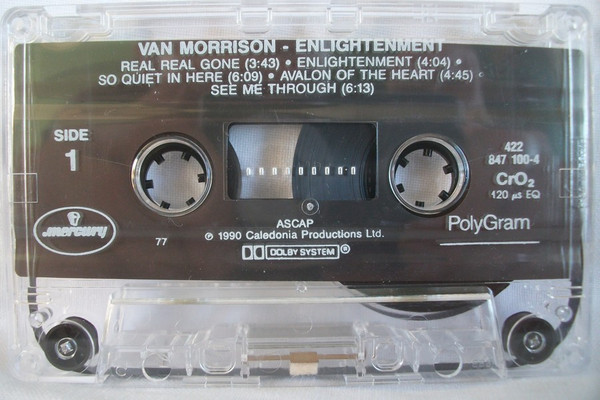 VAN MORRISON - ENLIGHTENMENT
REAL REAL GONE (3:43) • ENLIGHTENMENT (4:04) •
SO QUIET IN HERE (6:09) • AVALON OF THE HEART (4:45) •
SEE ME THROUGH (6:13)
SIDE
1
422
847 100-4
CrO₂
120 µs EQ
mercury
77
ASCAP
℗ 1990 Caledonia Productions Ltd.
DOLBY SYSTEM®
PolyGram